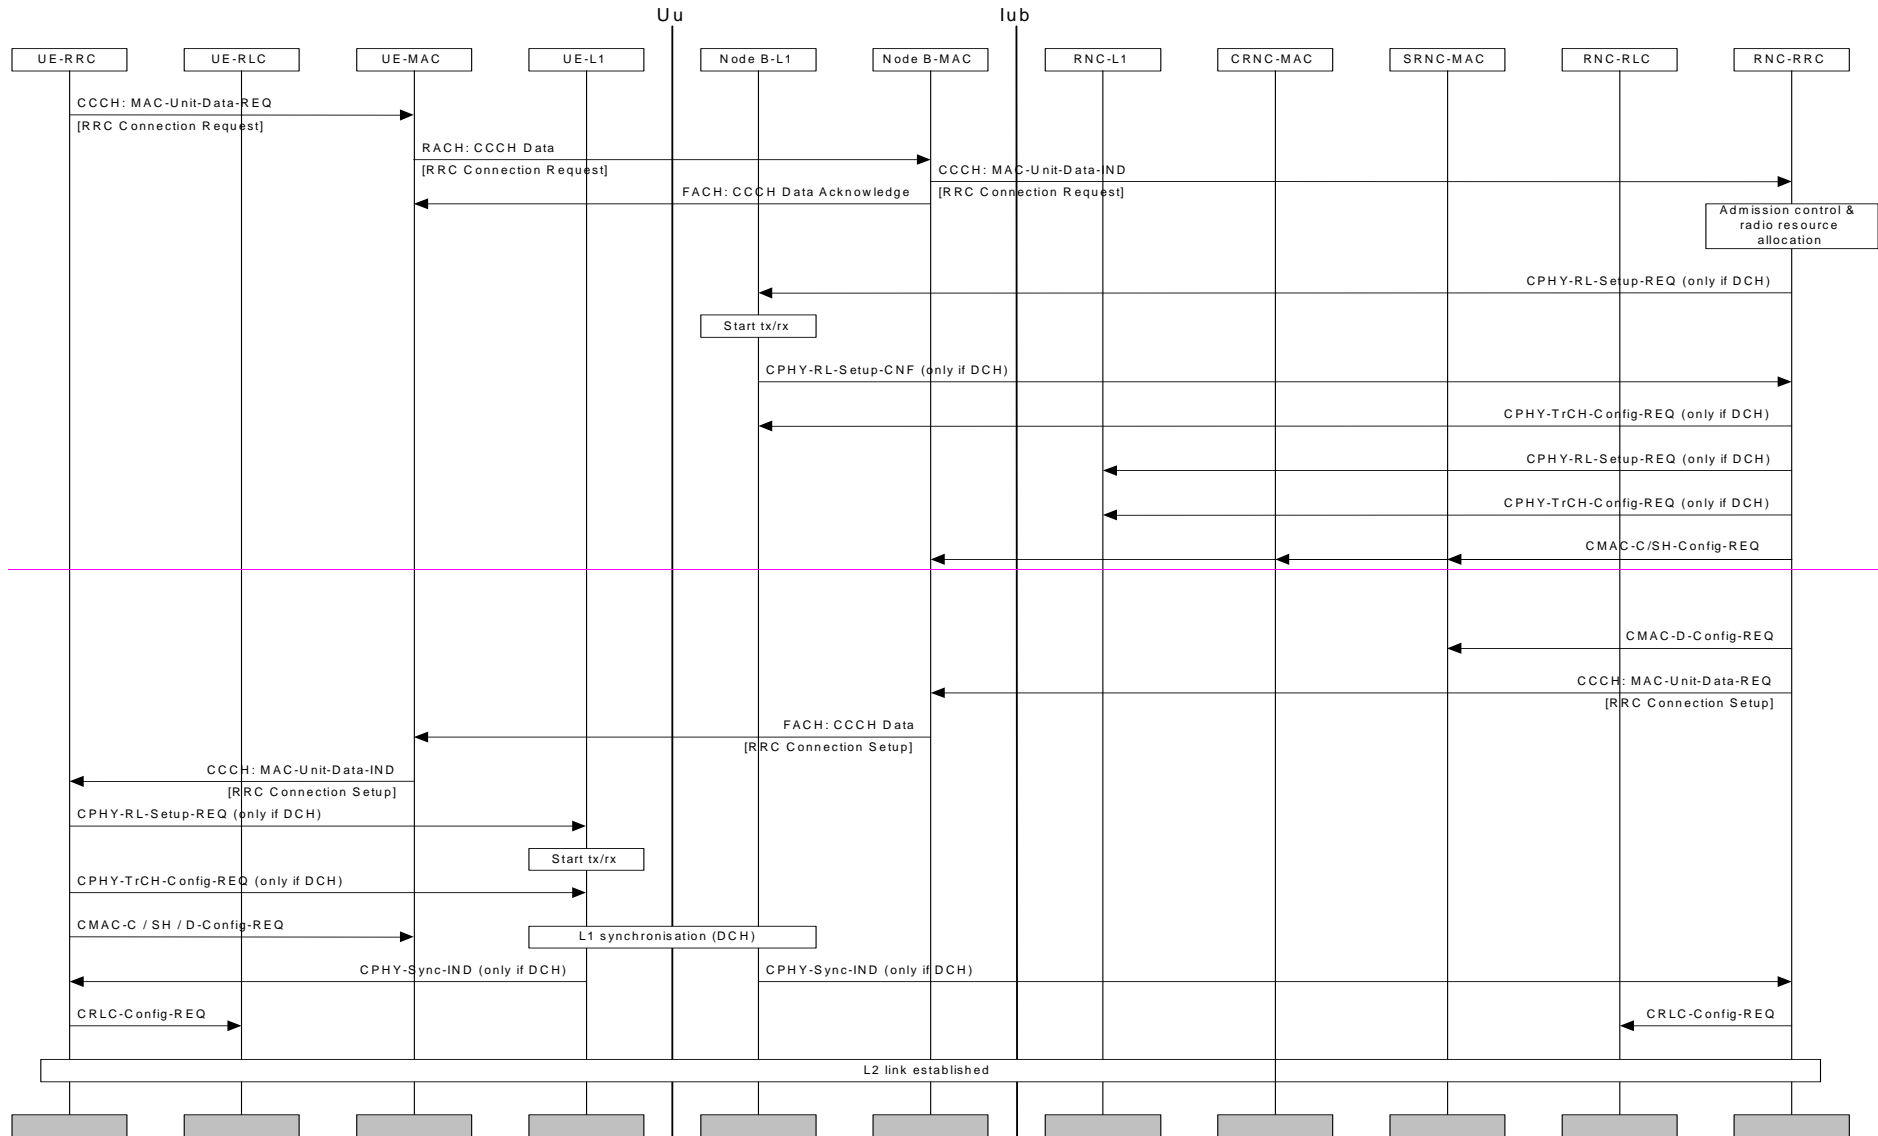 Uu
Iub
UE-RRC
UE-RLC
UE-MAC
UE-L1
Node B-L1
Node B-MAC
RNC-L1
CRNC-MAC
SRNC-MAC
RNC-RLC
RNC-RRC
CCCH: MAC-Unit-Data-REQ
[RRC Connection Request]
RACH: CCCH Data
[RRC Connection Request]
CCCH: MAC-Unit-Data-IND
[RRC Connection Request]
FACH: CCCH Data Acknowledge
Admission control &
radio resource
allocation
CPHY-RL-Setup-REQ (only if DCH)
Start tx/rx
CPHY-RL-Setup-CNF (only if DCH)
CPHY-TrCH-Config-REQ (only if DCH)
CPHY-RL-Setup-REQ (only if DCH)
CPHY-TrCH-Config-REQ (only if DCH)
CMAC-C/SH-Config-REQ
CMAC-D-Config-REQ
CCCH: MAC-Unit-Data-REQ
[RRC Connection Setup]
FACH: CCCH Data
[RRC Connection Setup]
CCCH: MAC-Unit-Data-IND
[RRC Connection Setup]
CPHY-RL-Setup-REQ (only if DCH)
Start tx/rx
CPHY-TrCH-Config-REQ (only if DCH)
CMAC-C / SH / D-Config-REQ
L1 synchronisation (DCH)
CPHY-Sync-IND (only if DCH)
CPHY-Sync-IND (only if DCH)
CRLC-Config-REQ
CRLC-Config-REQ
L2 link established